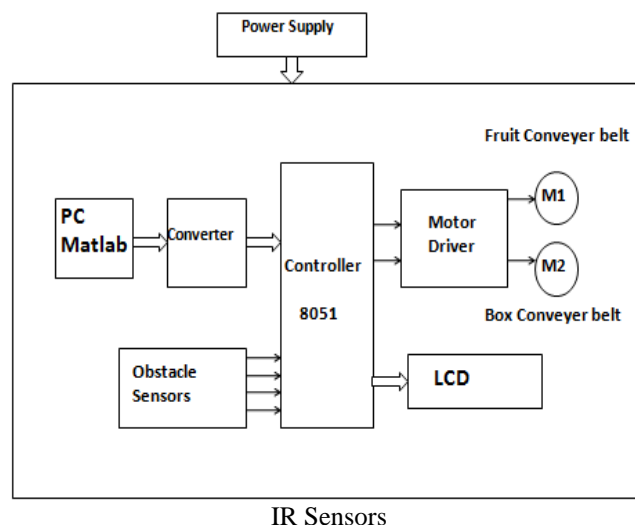 Power Supply
Fruit Conveyer belt
PC
Matlab
Converter
Controller
8051
Motor
Driver
M1
M2
Box Conveyer belt
Obstacle
Sensors
LCD
IR Sensors